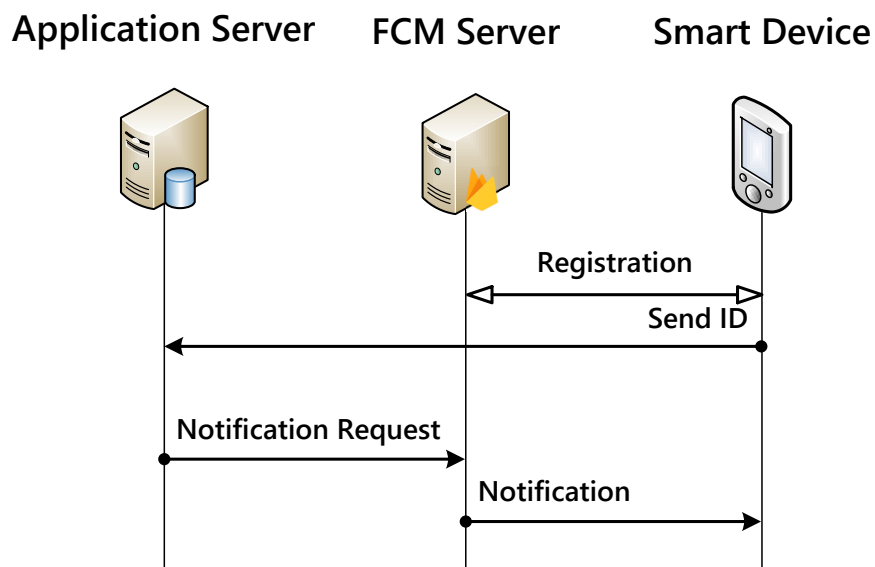 Application Server
FCM Server
Smart Device
Registration
Send ID
Notification Request
Notification